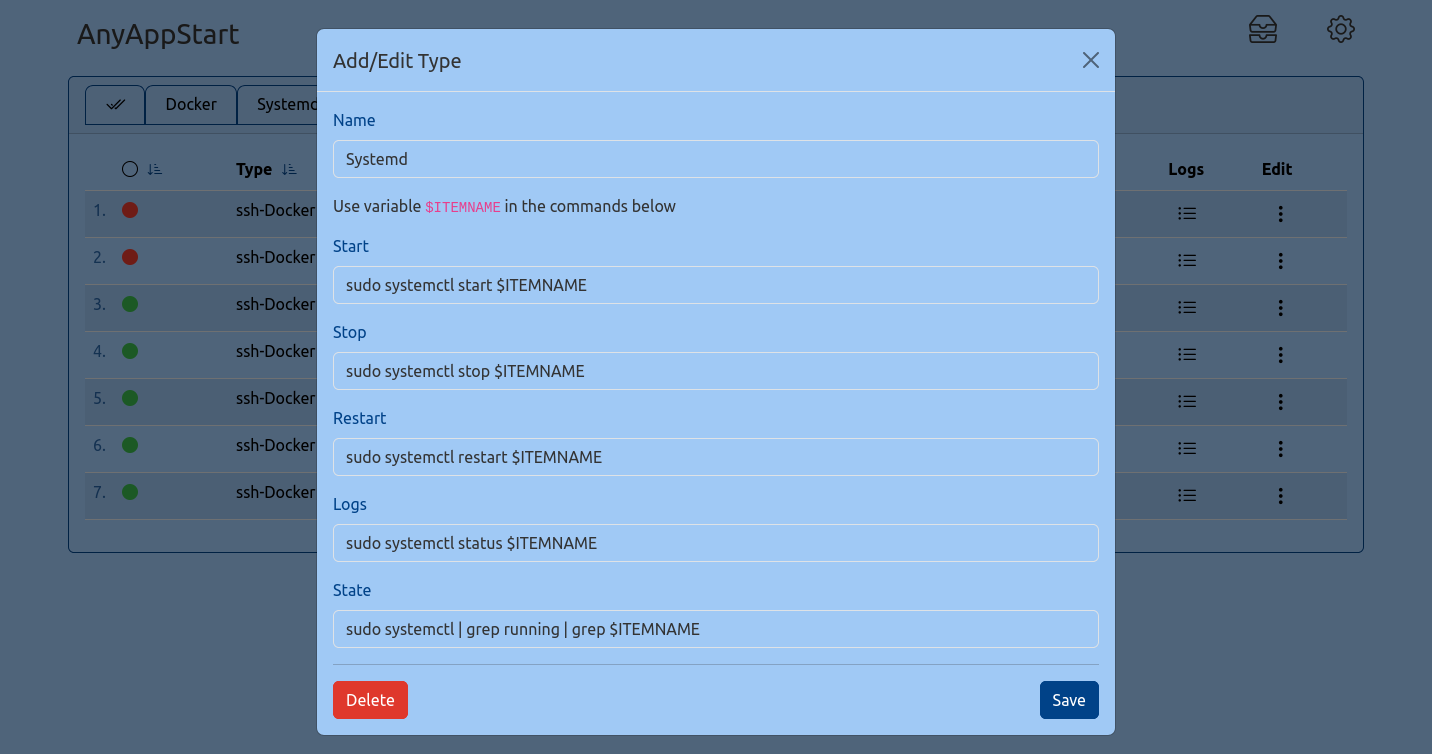 AnyAppStart
Add/Edit Type
Docker
Systemd
Name
Systemd
Use variable $ITEMNAME in the commands below
Start
sudo systemctl start $ITEMNAME
Stop
sudo systemctl stop $ITEMNAME
Restart
sudo systemctl restart $ITEMNAME
Logs
sudo systemctl status $ITEMNAME
State
sudo systemctl | grep running | grep $ITEMNAME
Delete
Save
Type
Logs
Edit
1.
ssh-Docker
2.
ssh-Docker
3.
ssh-Docker
4.
ssh-Docker
5.
ssh-Docker
6.
ssh-Docker
7.
ssh-Docker